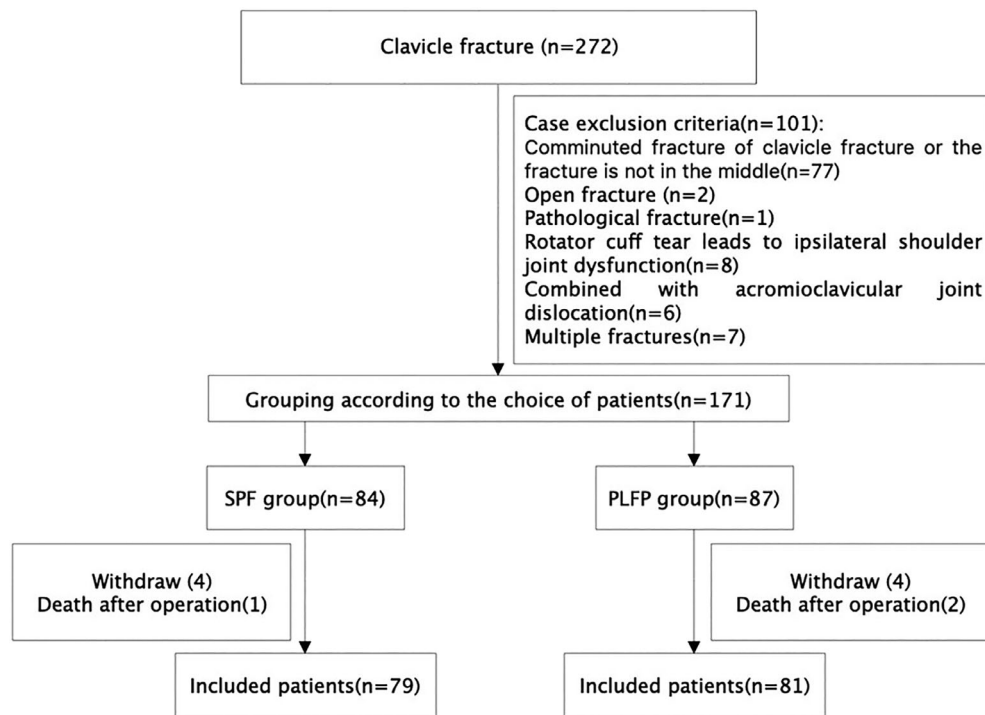 Clavicle fracture (n=272)
Case exclusion criteria(n=101):
Comminuted fracture of clavicle fracture or the
fracture is not in the middle(n=77)
Open fracture (n=2)
Pathological fracture(n=1)
Rotator cuff tear leads to ipsilateral shoulder
joint dysfunction(n=8)
Combined with acromioclavicular joint
dislocation(n=6)
Multiple fractures(n=7)
Grouping according to the choice of patients(n=171)
SPF group(n=84)
PLFP group(n=87)
Withdraw (4)
Death after operation(1)
Withdraw (4)
Death after operation(2)
Included patients(n=79)
Included patients(n=81)